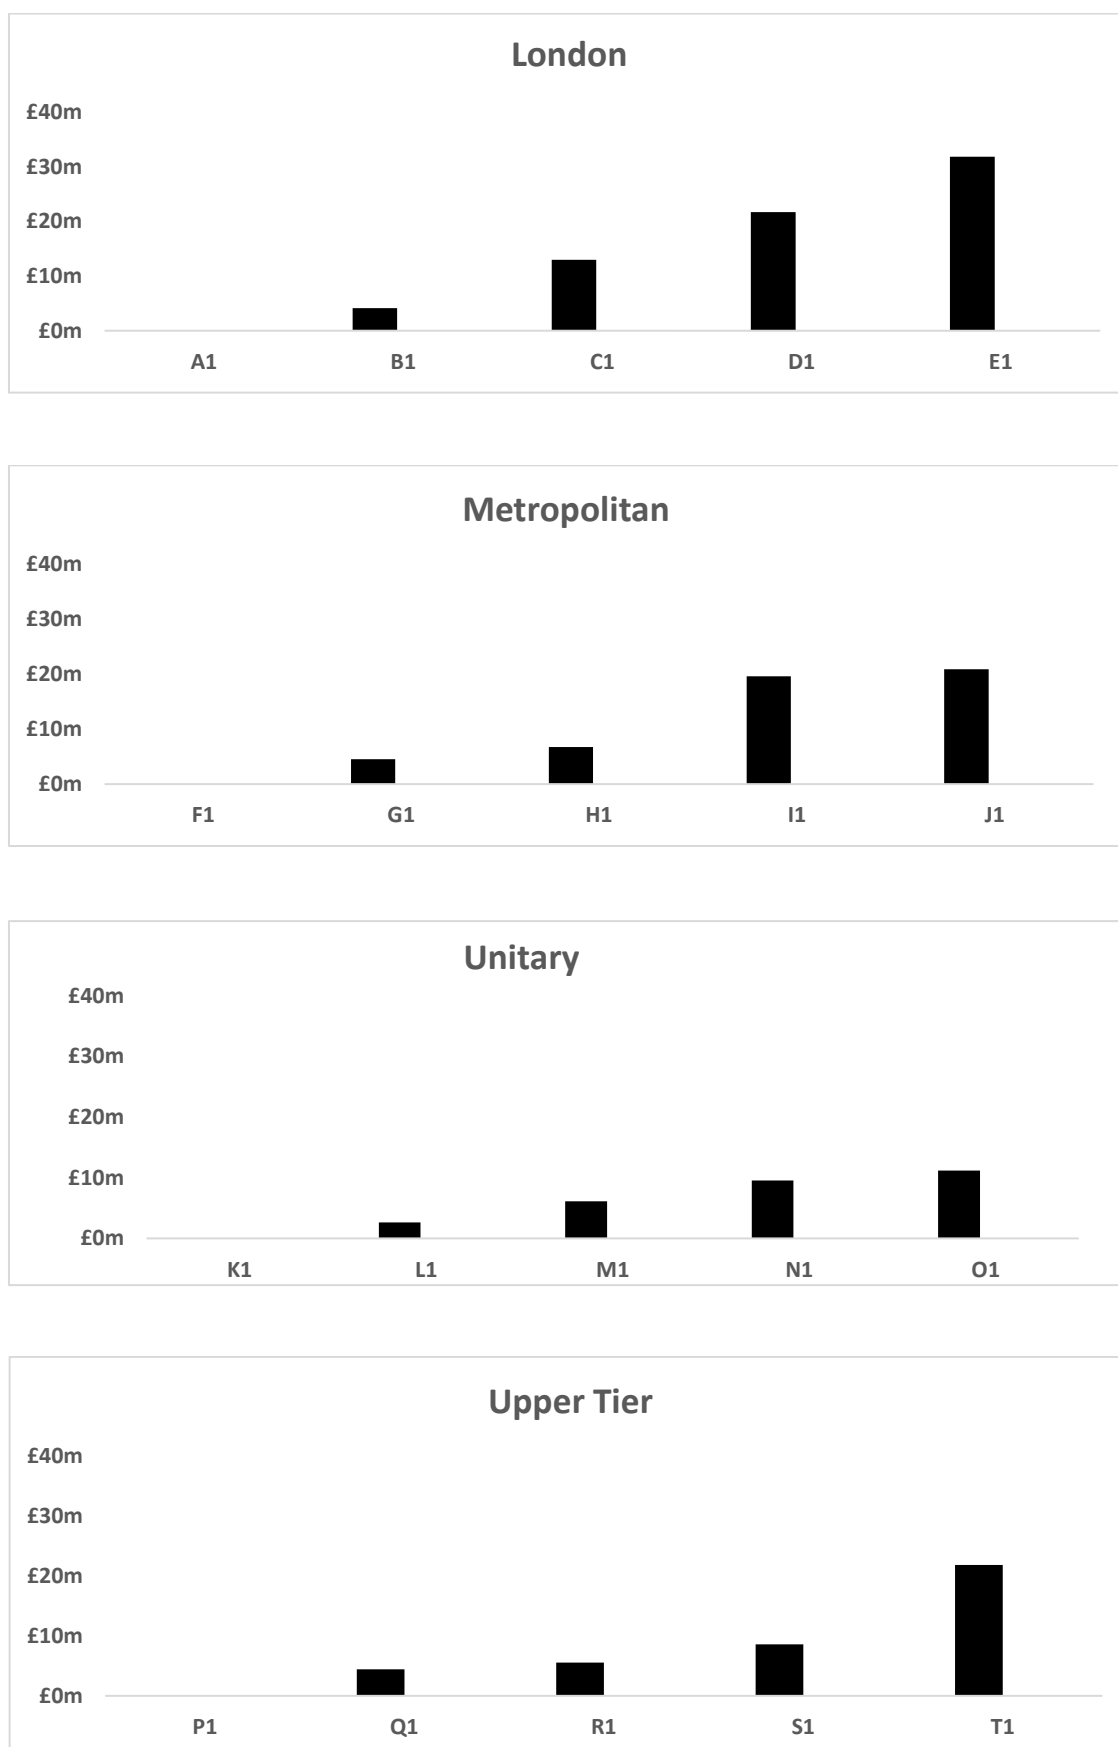 London
£40m
£30m
£20m
£10m
£0m
A1 B1 C1 D1 E1
Metropolitan
£40m
£30m
£20m
£10m
£0m
F1 G1 H1 I1 J1
Unitary
£40m
£30m
£20m
£10m
£0m
K1 L1 M1 N1 O1
Upper Tier
£40m
£30m
£20m
£10m
£0m
P1 Q1 R1 S1 T1